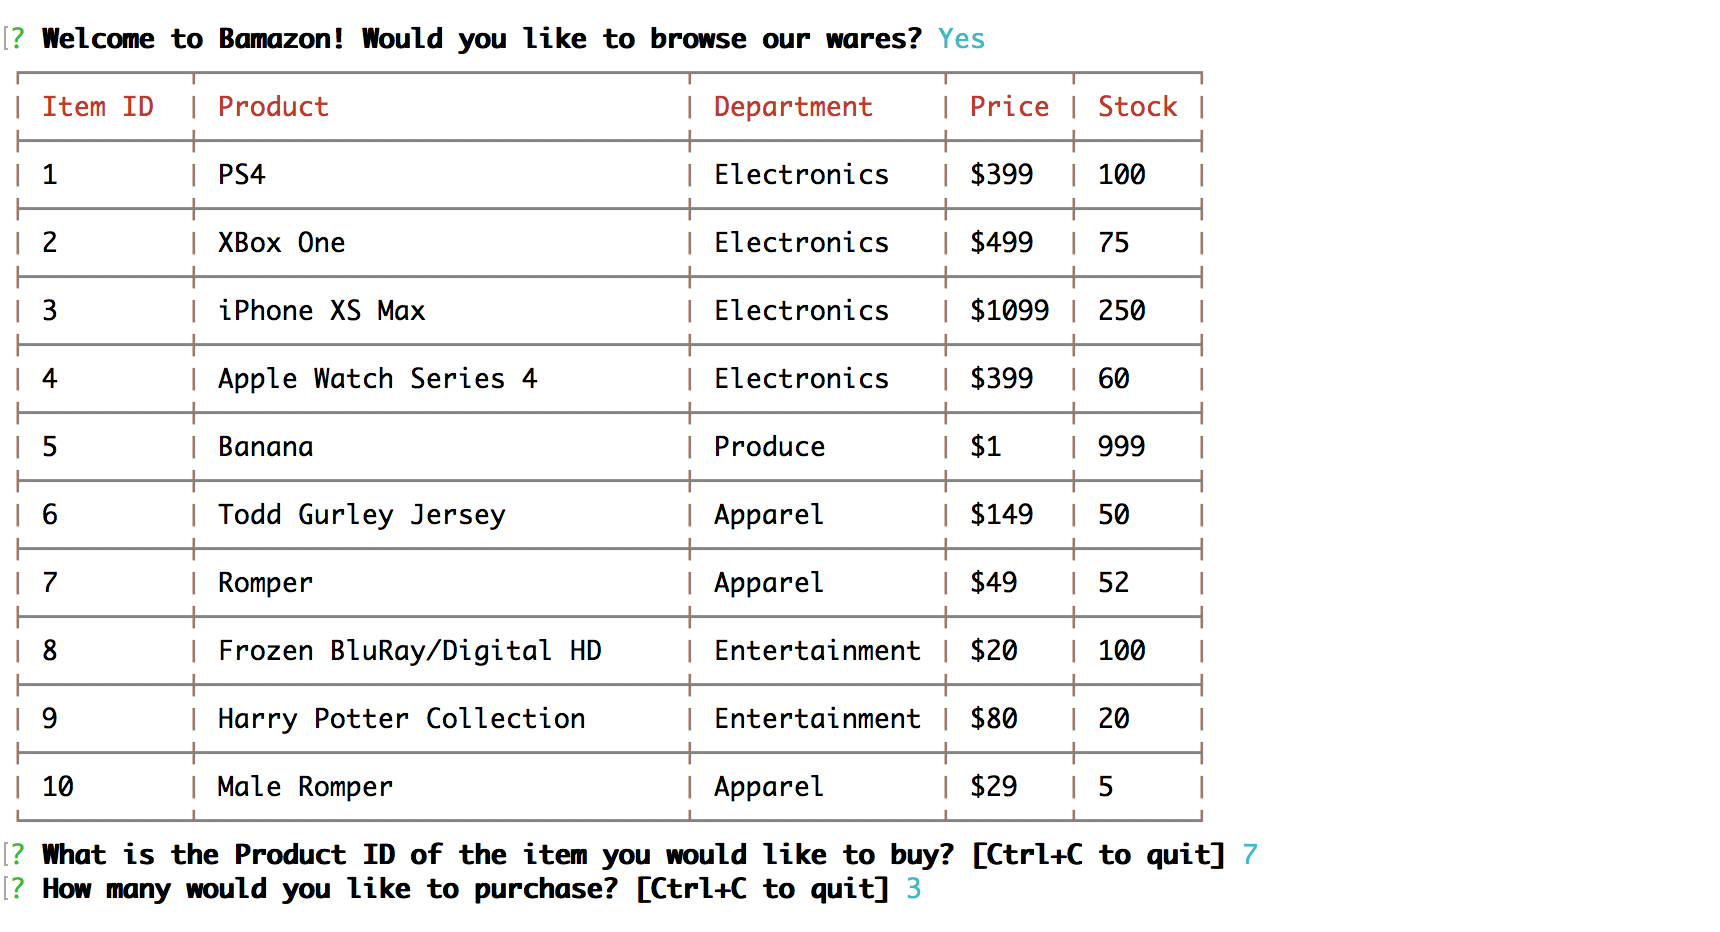 ? Welcome to Bamazon! Would you like to browse our wares? Yes
Item ID Product Department Price Stock
1 PS4 Electronics $399 100
2 XBox One Electronics $499 75
3 iPhone XS Max Electronics $1099 250
4 Apple Watch Series 4 Electronics $399 60
5 Banana Produce $1 999
6 Todd Gurley Jersey Apparel $149 50
7 Romper Apparel $49 52
8 Frozen BluRay/Digital HD Entertainment $20 100
9 Harry Potter Collection Entertainment $80 20
10 Male Romper Apparel $29 5
? What is the Product ID of the item you would like to buy? [Ctrl+C to quit] 7
? How many would you like to purchase? [Ctrl+C to quit] 3